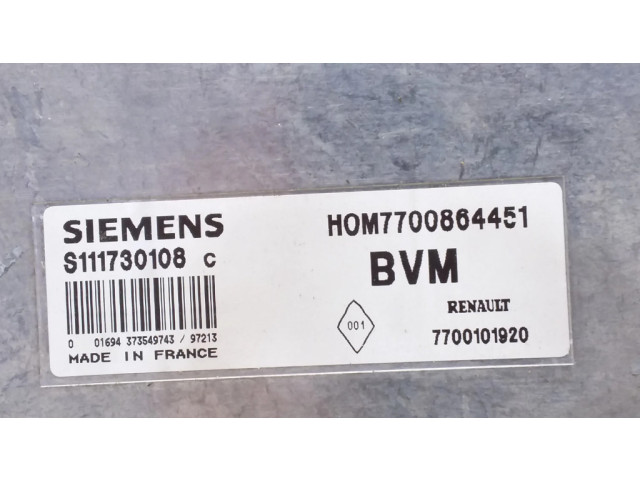 SIEMENS
S111730108 C
0 01694 373549743 / 97213
MADE IN FRANCE
HOM7700864451
BVM
001
RENAULT
7700101920